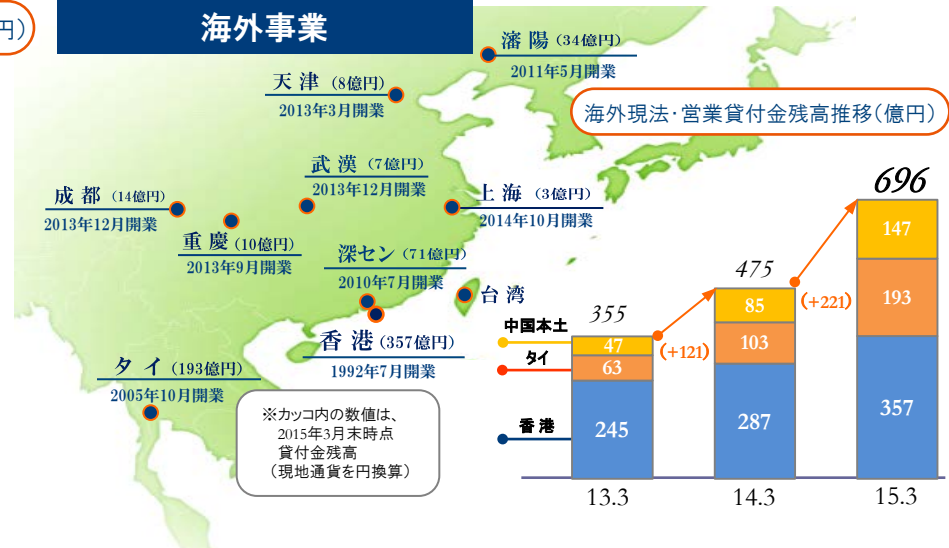 円)
海外事業
瀋 陽 (34億円)
2011年5月開業
天 津 (8億円)
2013年3月開業
海外現法・営業貸付金残高推移(億円)
武 漢 (7億円)
2013年12月開業
成 都 (14億円)
2013年12月開業
上 海 (3億円)
2014年10月開業
重 慶 (10億円)
2013年9月開業
深セン (71億円)
2010年7月開業
台湾
香 港 (357億円)
1992年7月開業
タ イ (193億円)
2005年10月開業
※カッコ内の数値は、
2015年3月末時点
貸付金残高
(現地通貨を円換算)
中国本土
タイ
香 港
355
47
63
245
(+121)
475
85
103
287
(+221)
696
147
193
357
13.3
14.3
15.3